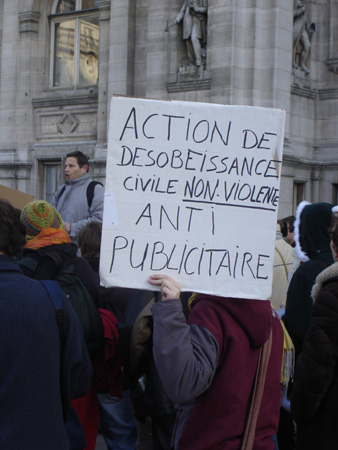 ACTION DE
DESOBEISSANCE
CIVILE NON-VIOLENTE
ANTI
PUBLICITAIRE